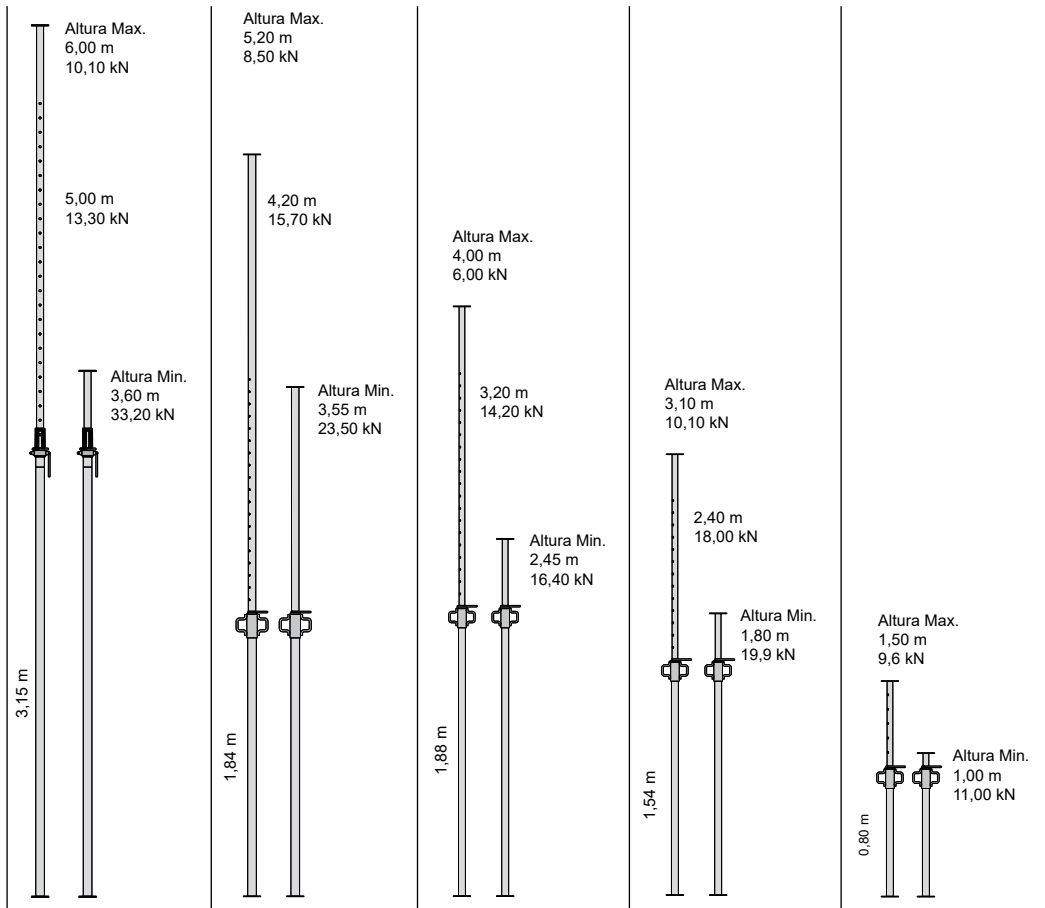 Altura Max.
6,00 m
10,10 kN
5,00 m
13,30 kN
Altura Min.
3,60 m
33,20 kN
3,15 m
Altura Max.
5,20 m
8,50 kN
4,20 m
15,70 kN
Altura Min.
3,55 m
23,50 kN
1,84 m
Altura Max.
4,00 m
6,00 kN
3,20 m
14,20 kN
Altura Min.
2,45 m
16,40 kN
1,88 m
Altura Max.
3,10 m
10,10 kN
2,40 m
18,00 kN
Altura Min.
1,80 m
19,9 kN
1,54 m
Altura Max.
1,50 m
9,6 kN
Altura Min.
1,00 m
11,00 kN
0,80 m